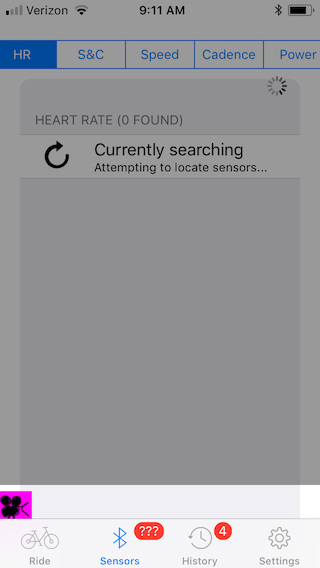 Verizon 9:11 AM
HR S&C Speed Cadence Power
HEART RATE (0 FOUND)
Currently searching
Attempting to locate sensors...
??? 4
Ride Sensors History Settings